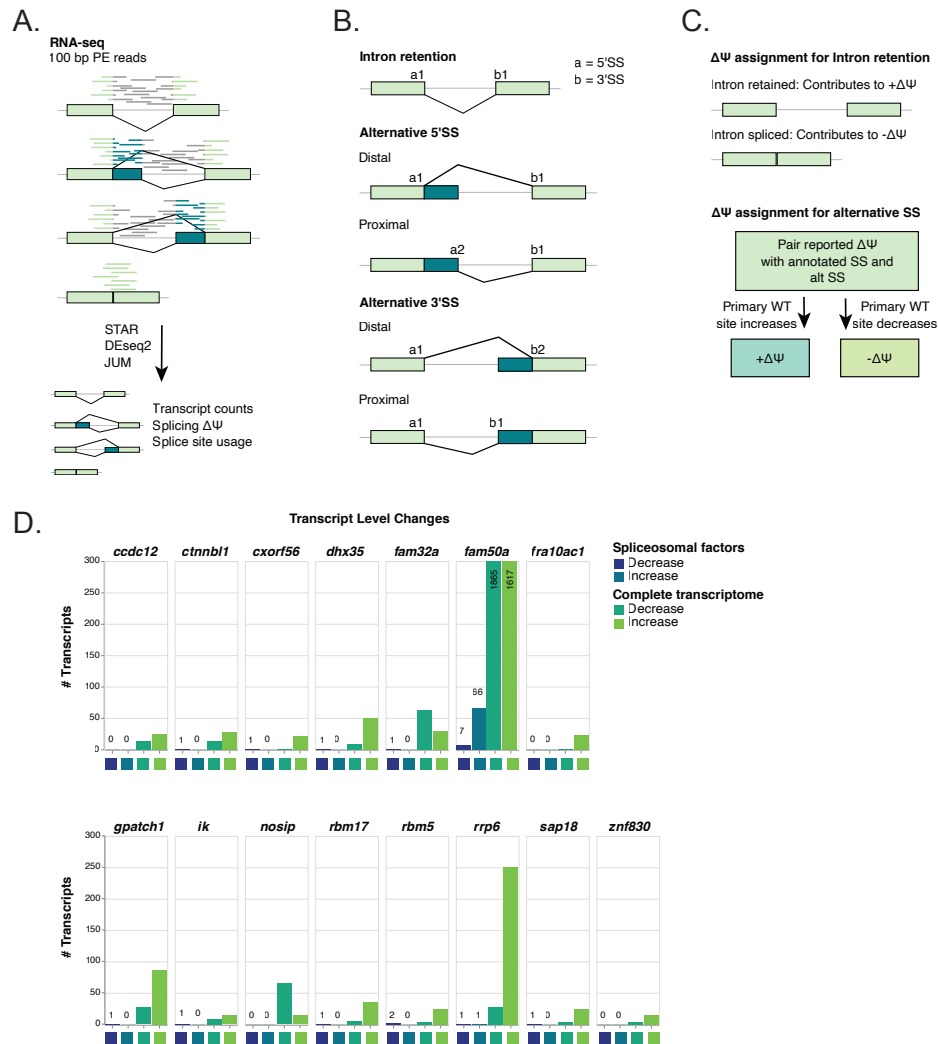 A.
RNA-seq
100 bp PE reads
STAR
DEseq2
JUM
Transcript counts
Splicing ΔΨ
Splice site usage
B.
Intron retention
a1 b1
a = 5'SS
b = 3'SS
Alternative 5'SS
Distal
a1 b1
Proximal
a2 b1
Alternative 3'SS
Distal
a1 b2
Proximal
a1 b1
C.
ΔΨ assignment for Intron retention
Intron retained: Contributes to +ΔΨ
Intron spliced: Contributes to -ΔΨ
ΔΨ assignment for alternative SS
Pair reported ΔΨ
with annotated SS and
alt SS
Primary WT
site increases
Primary WT
site decreases
+ΔΨ
-ΔΨ
D.
Transcript Level Changes
ccdc12 ctnnbl1 cxorf56 dhx35 fam32a fam50a fra10ac1
# Transcripts
300
250
200
150
100
50
0
0 0
1 0
1 0
1 0
1 0
7 66 1865 1617
0 0
Spliceosomal factors
Decrease
Increase
Complete transcriptome
Decrease
Increase
gpatch1 ik nosip rbm17 rbm5 rrp6 sap18 znf830
# Transcripts
300
250
200
150
100
50
0
1 0
1 0
0 0
1 0
2 0
1 1
1 0
0 0